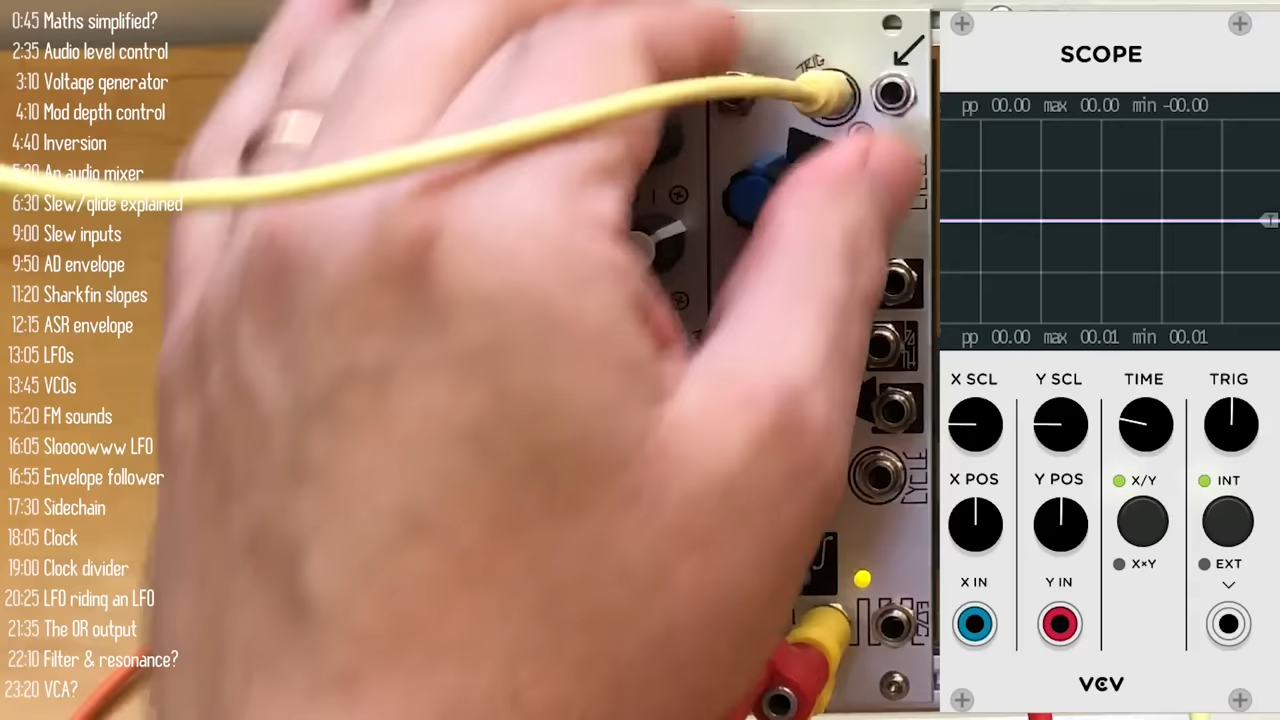 0:45 Maths simplified?
2:35 Audio level control
3:10 Voltage generator
4:10 Mod depth control
4:40 Inversion
5:20 An audio mixer
6:30 Slew/glide explained
9:00 Slew inputs
9:50 AD envelope
11:20 Sharkfin slopes
12:15 ASR envelope
13:05 LFOs
13:45 VCOs
15:20 FM sounds
16:05 Sloooowww LFO
16:55 Envelope follower
17:30 Sidechain
18:05 Clock
19:00 Clock divider
20:25 LFO riding an LFO
21:35 The OR output
22:10 Filter & resonance?
23:20 VCA?
TRIG
CYCLE
EOR
SCOPE
pp 00.00 max 00.00 min -00.00
T
pp 00.00 max 00.01 min 00.01
X SCL Y SCL TIME TRIG
X POS Y POS X/Y INT
X×Y EXT
X IN Y IN
VCV